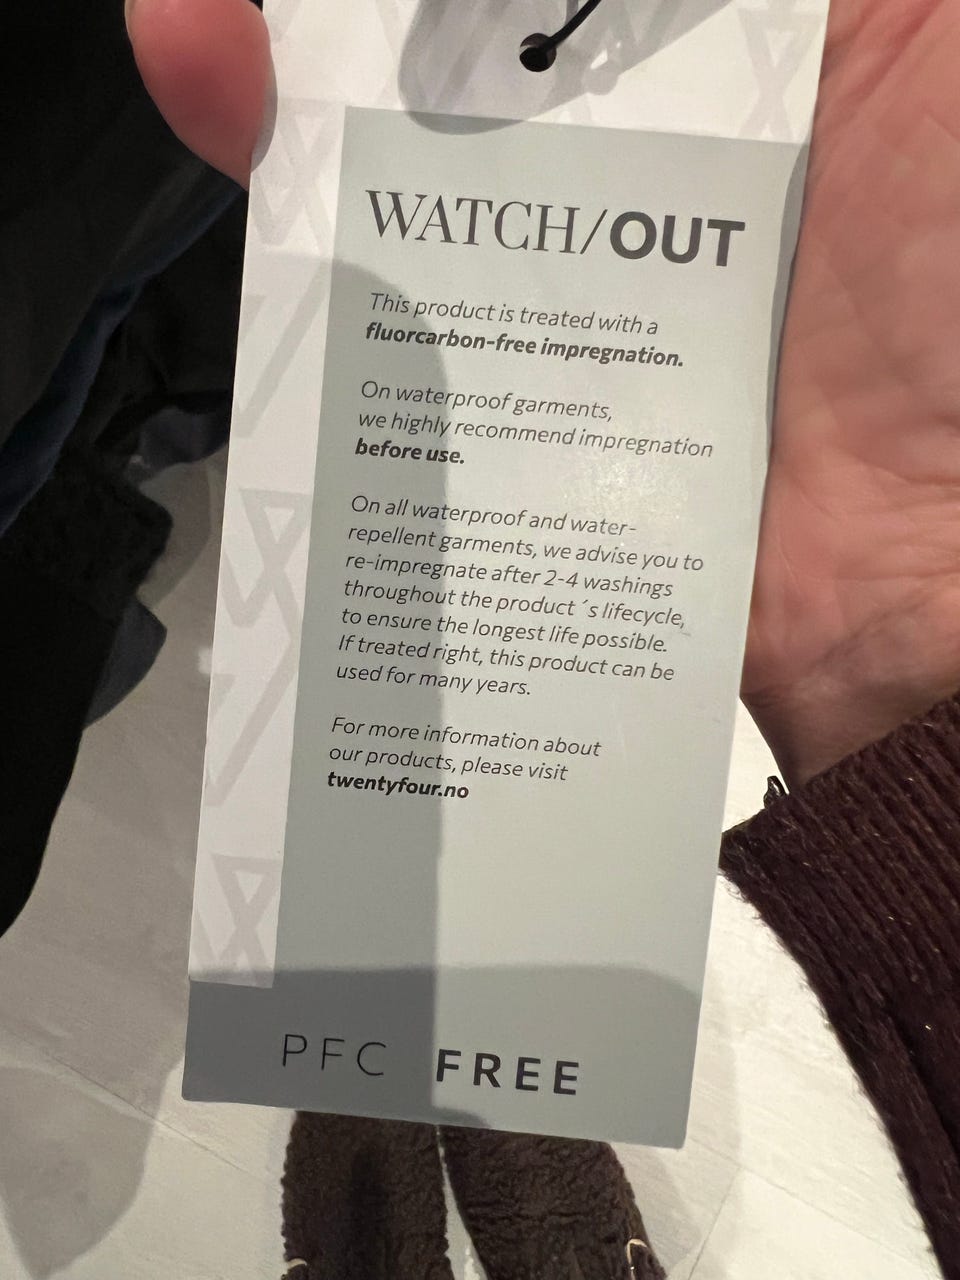 WATCH/OUT
This product is treated with a
fluorcarbon-free impregnation.
On waterproof garments,
we highly recommend impregnation
before use.
On all waterproof and water-
repellent garments, we advise you to
re-impregnate after 2-4 washings
throughout the product ´s lifecycle,
to ensure the longest life possible.
If treated right, this product can be
used for many years.
For more information about
our products, please visit
twentyfour.no
PFC FREE